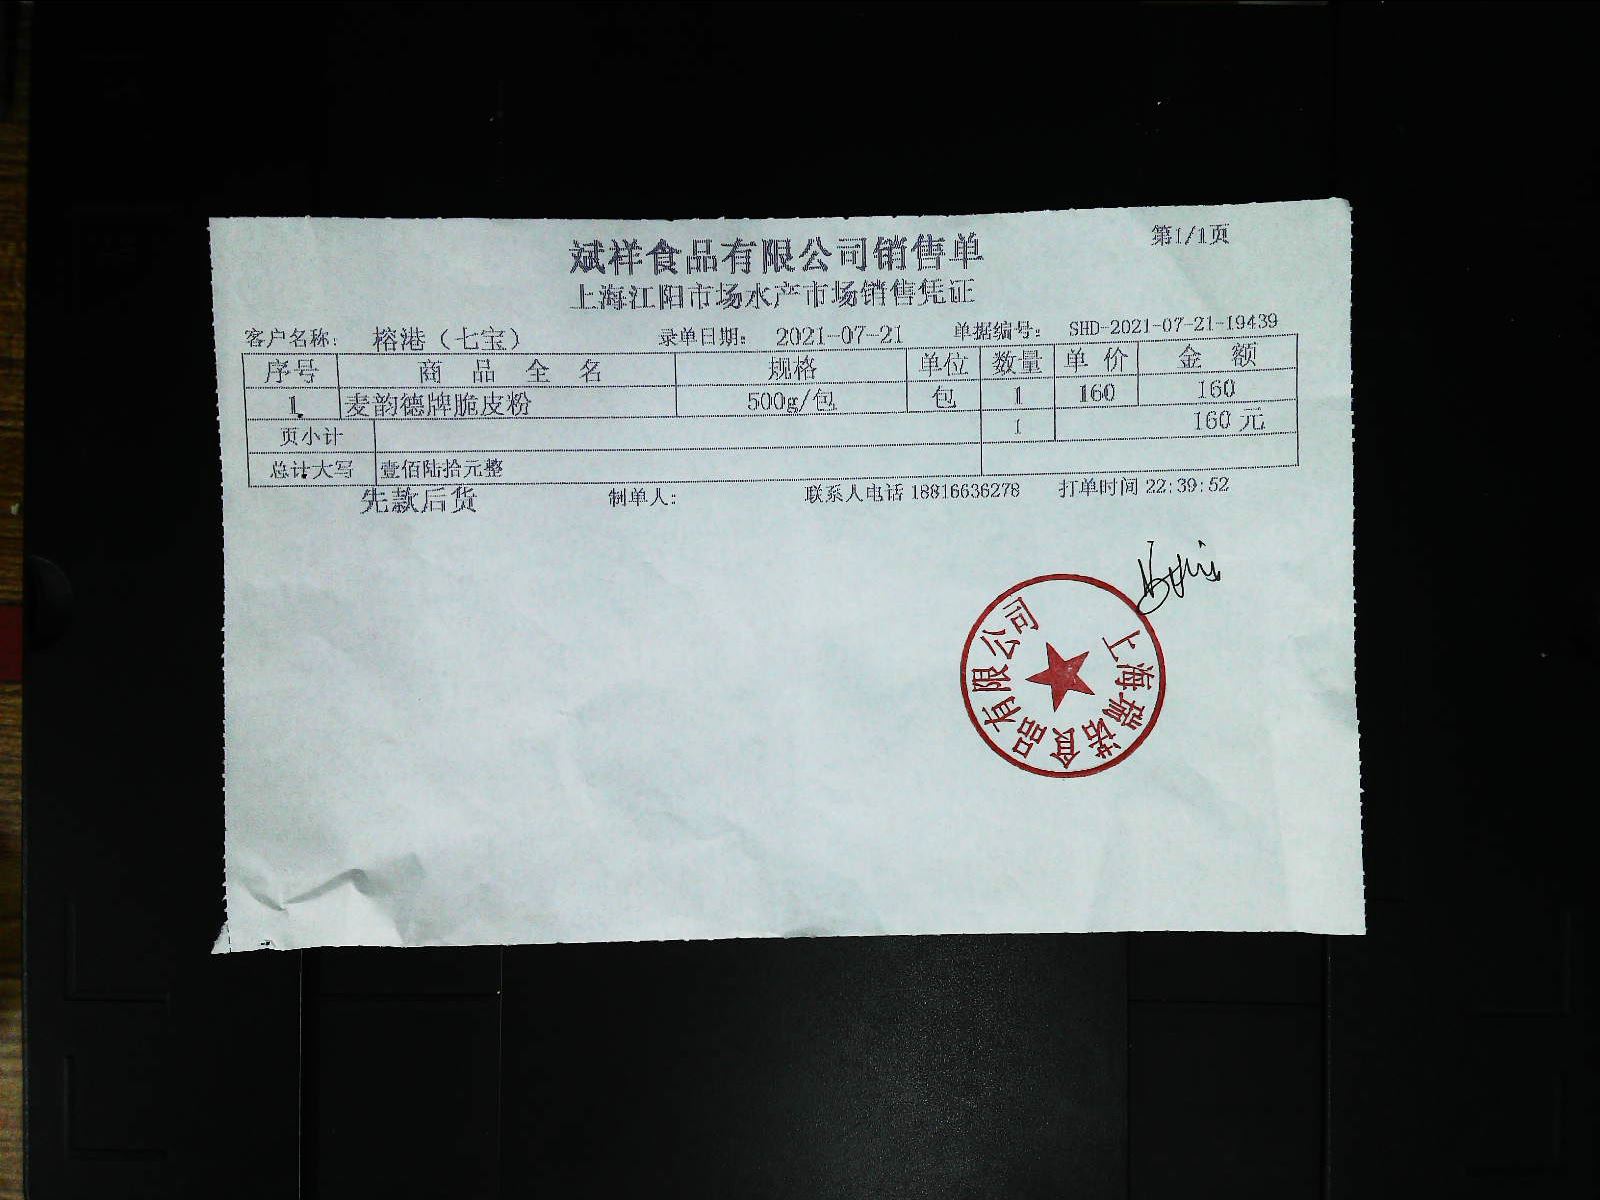 第1/1页
斌祥食品有限公司销售单
上海江阳市场水产市场销售凭证
客户名称: 榕港（七宝） 录单日期: 2021-07-21 单据编号: SHD-2021-07-21-19439
序号 商品全名 规格 单位 数量 单价 金额
1 麦韵德牌脆皮粉 500g/包 包 1 160 160
页小计 1 160 元
总计大写 壹佰陆拾元整
先款后货 制单人: 联系人电话 18816636278 打单时间 22:39:52
上海瑞诺食品有限公司